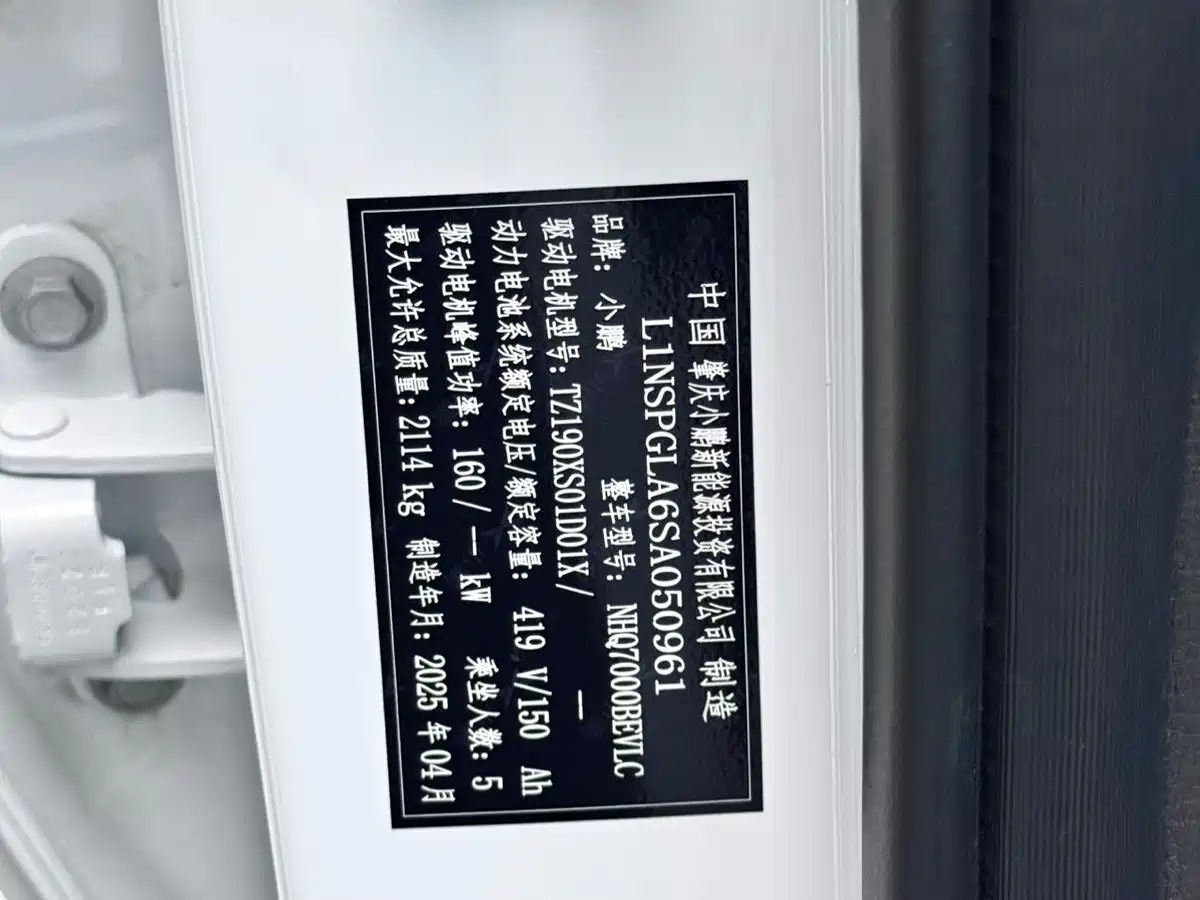 中国 肇庆小鹏新能源投资有限公司 制造
L1NSPGLA6SA050961
品牌: 小鹏 整车型号: NHQ7000BEVLC
驱动电机型号: TZ190XS01D01X/ —
动力电池系统额定电压/额定容量: 419 V/150 Ah
驱动电机峰值功率: 160/ -- kW 乘坐人数: 5
最大允许总质量: 2114 kg 制造年月: 2025 年 04 月